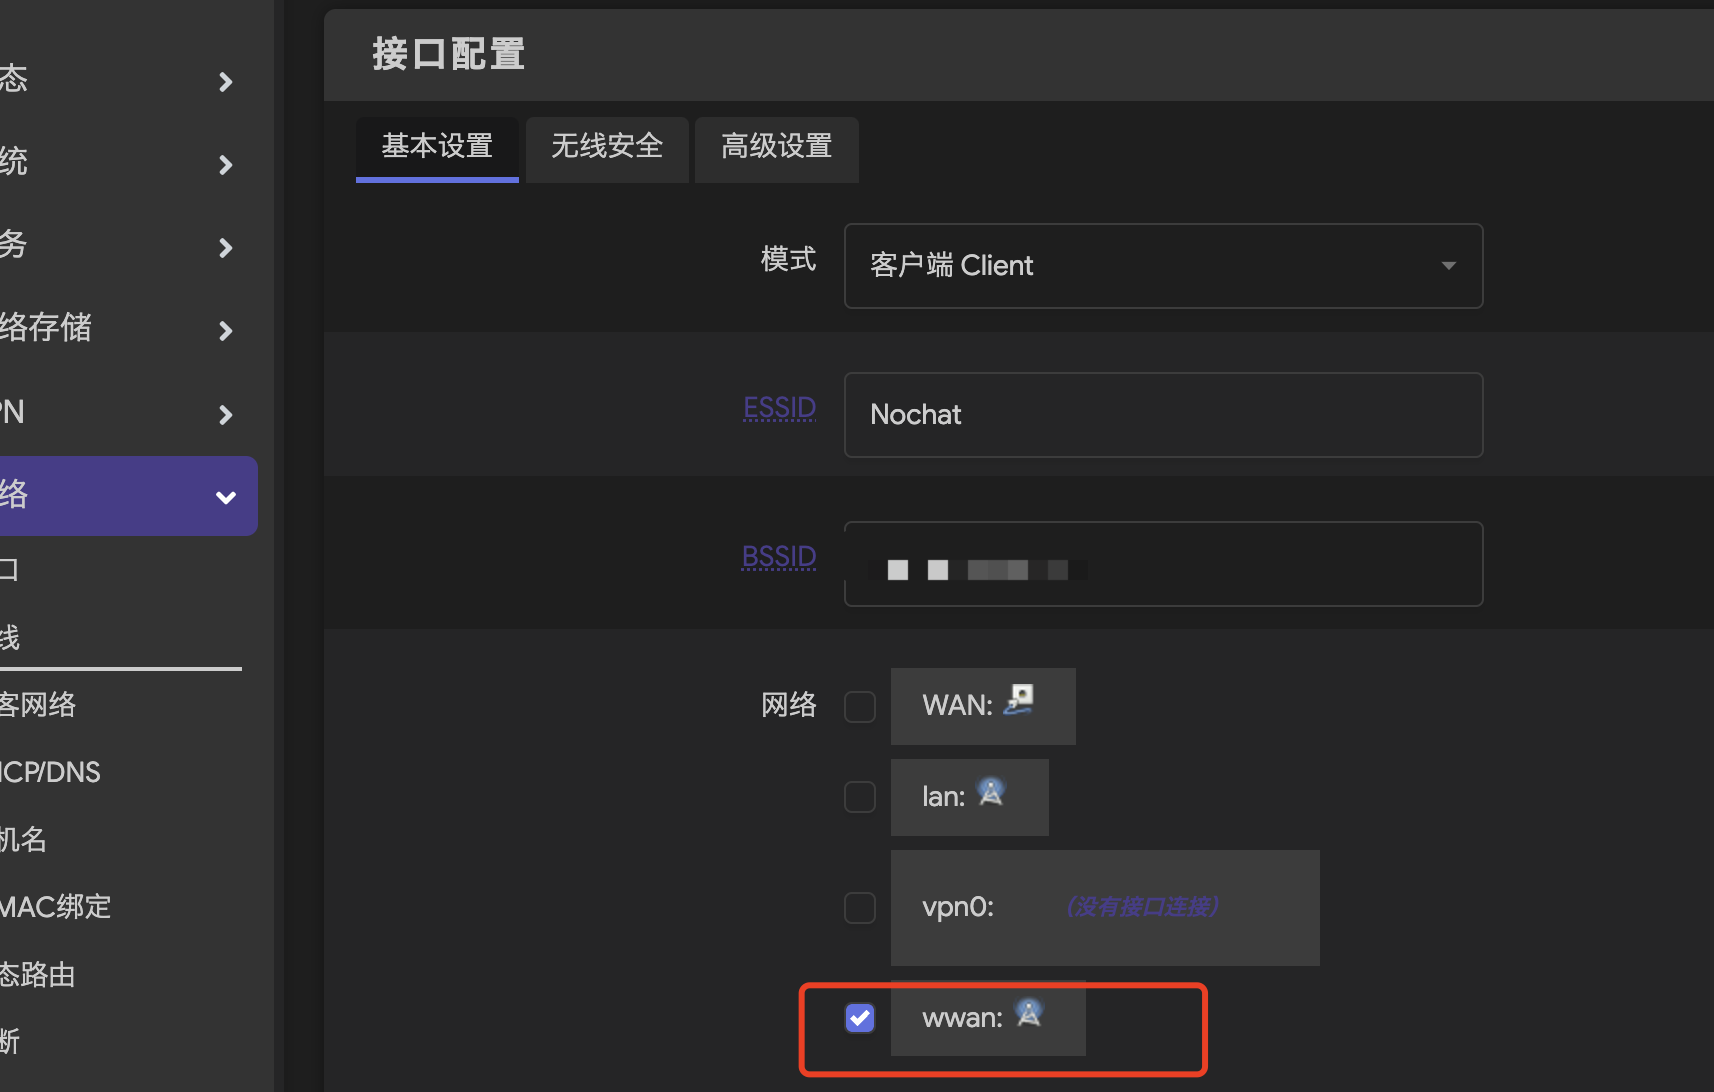 态
统
务
络存储
PN
络
口
线
客网络
HCP/DNS
机名
MAC绑定
态路由
断
接口配置
基本设置
无线安全
高级设置
模式
客户端 Client
ESSID
Nochat
BSSID
网络
WAN:
lan:
vpn0:
(没有接口连接)
wwan: